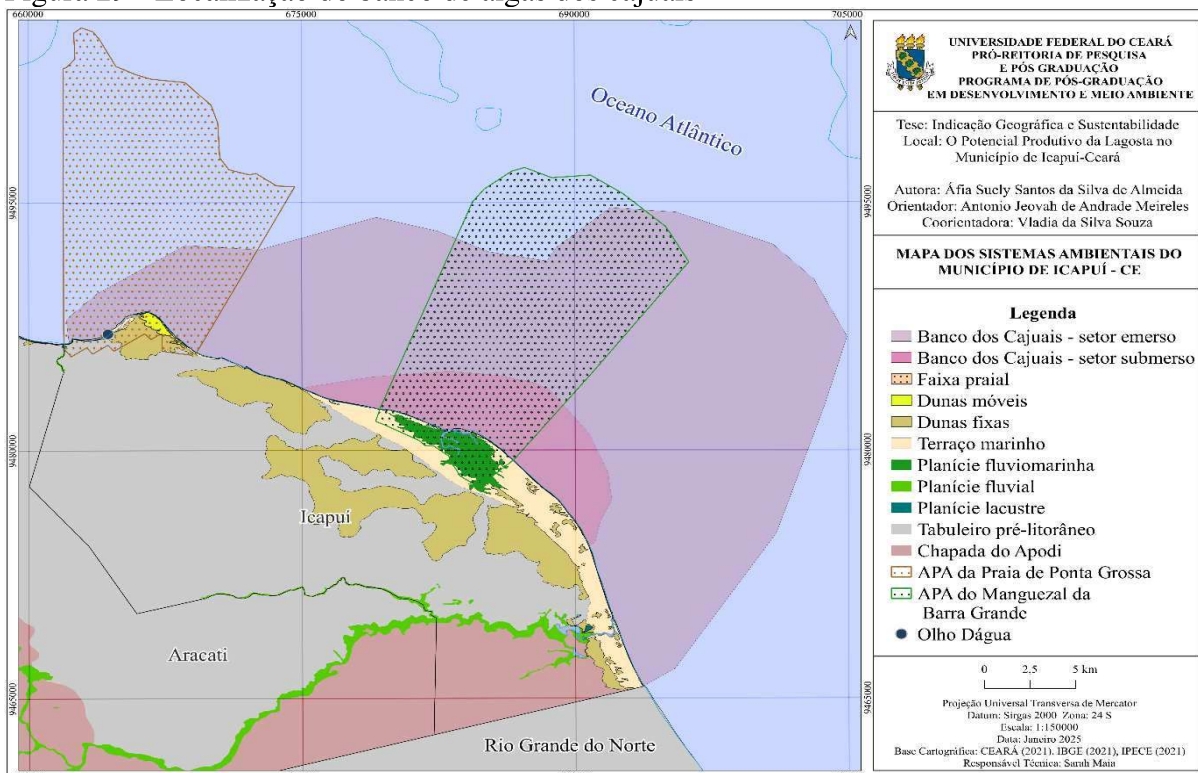 Figura 19 – Localização do banco de algas dos cajuais
660000
675000
690000
705000
9495000
9480000
9465000
9495000
9480000
9465000
Oceano Atlântico
Icapuí
Aracati
Rio Grande do Norte
UNIVERSIDADE FEDERAL DO CEARÁ
PRÓ-REITORIA DE PESQUISA
E PÓS GRADUAÇÃO
PROGRAMA DE PÓS-GRADUAÇÃO
EM DESENVOLVIMENTO E MEIO AMBIENTE
Tese: Indicação Geográfica e Sustentabilidade
Local: O Potencial Produtivo da Lagosta no
Município de Icapuí-Ceará
Autora: Áfia Suely Santos da Silva de Almeida
Orientador: Antonio Jeovah de Andrade Meireles
Coorientadora: Vladia da Silva Souza
MAPA DOS SISTEMAS AMBIENTAIS DO
MUNICÍPIO DE ICAPUÍ - CE
Legenda
Banco dos Cajuais - setor emerso
Banco dos Cajuais - setor submerso
Faixa praial
Dunas móveis
Dunas fixas
Terraço marinho
Planície fluviomarinha
Planície fluvial
Planície lacustre
Tabuleiro pré-litorâneo
Chapada do Apodi
APA da Praia de Ponta Grossa
APA do Manguezal da
Barra Grande
Olho Dágua
0 2,5 5 km
Projeção Universal Transversa de Mercator
Datum: Sirgas 2000 Zona: 24 S
Escala: 1:150000
Data: Janeiro 2025
Base Cartográfica: CEARÁ (2021). IBGE (2021), IPECE (2021)
Responsável Técnica: Sarah Maia